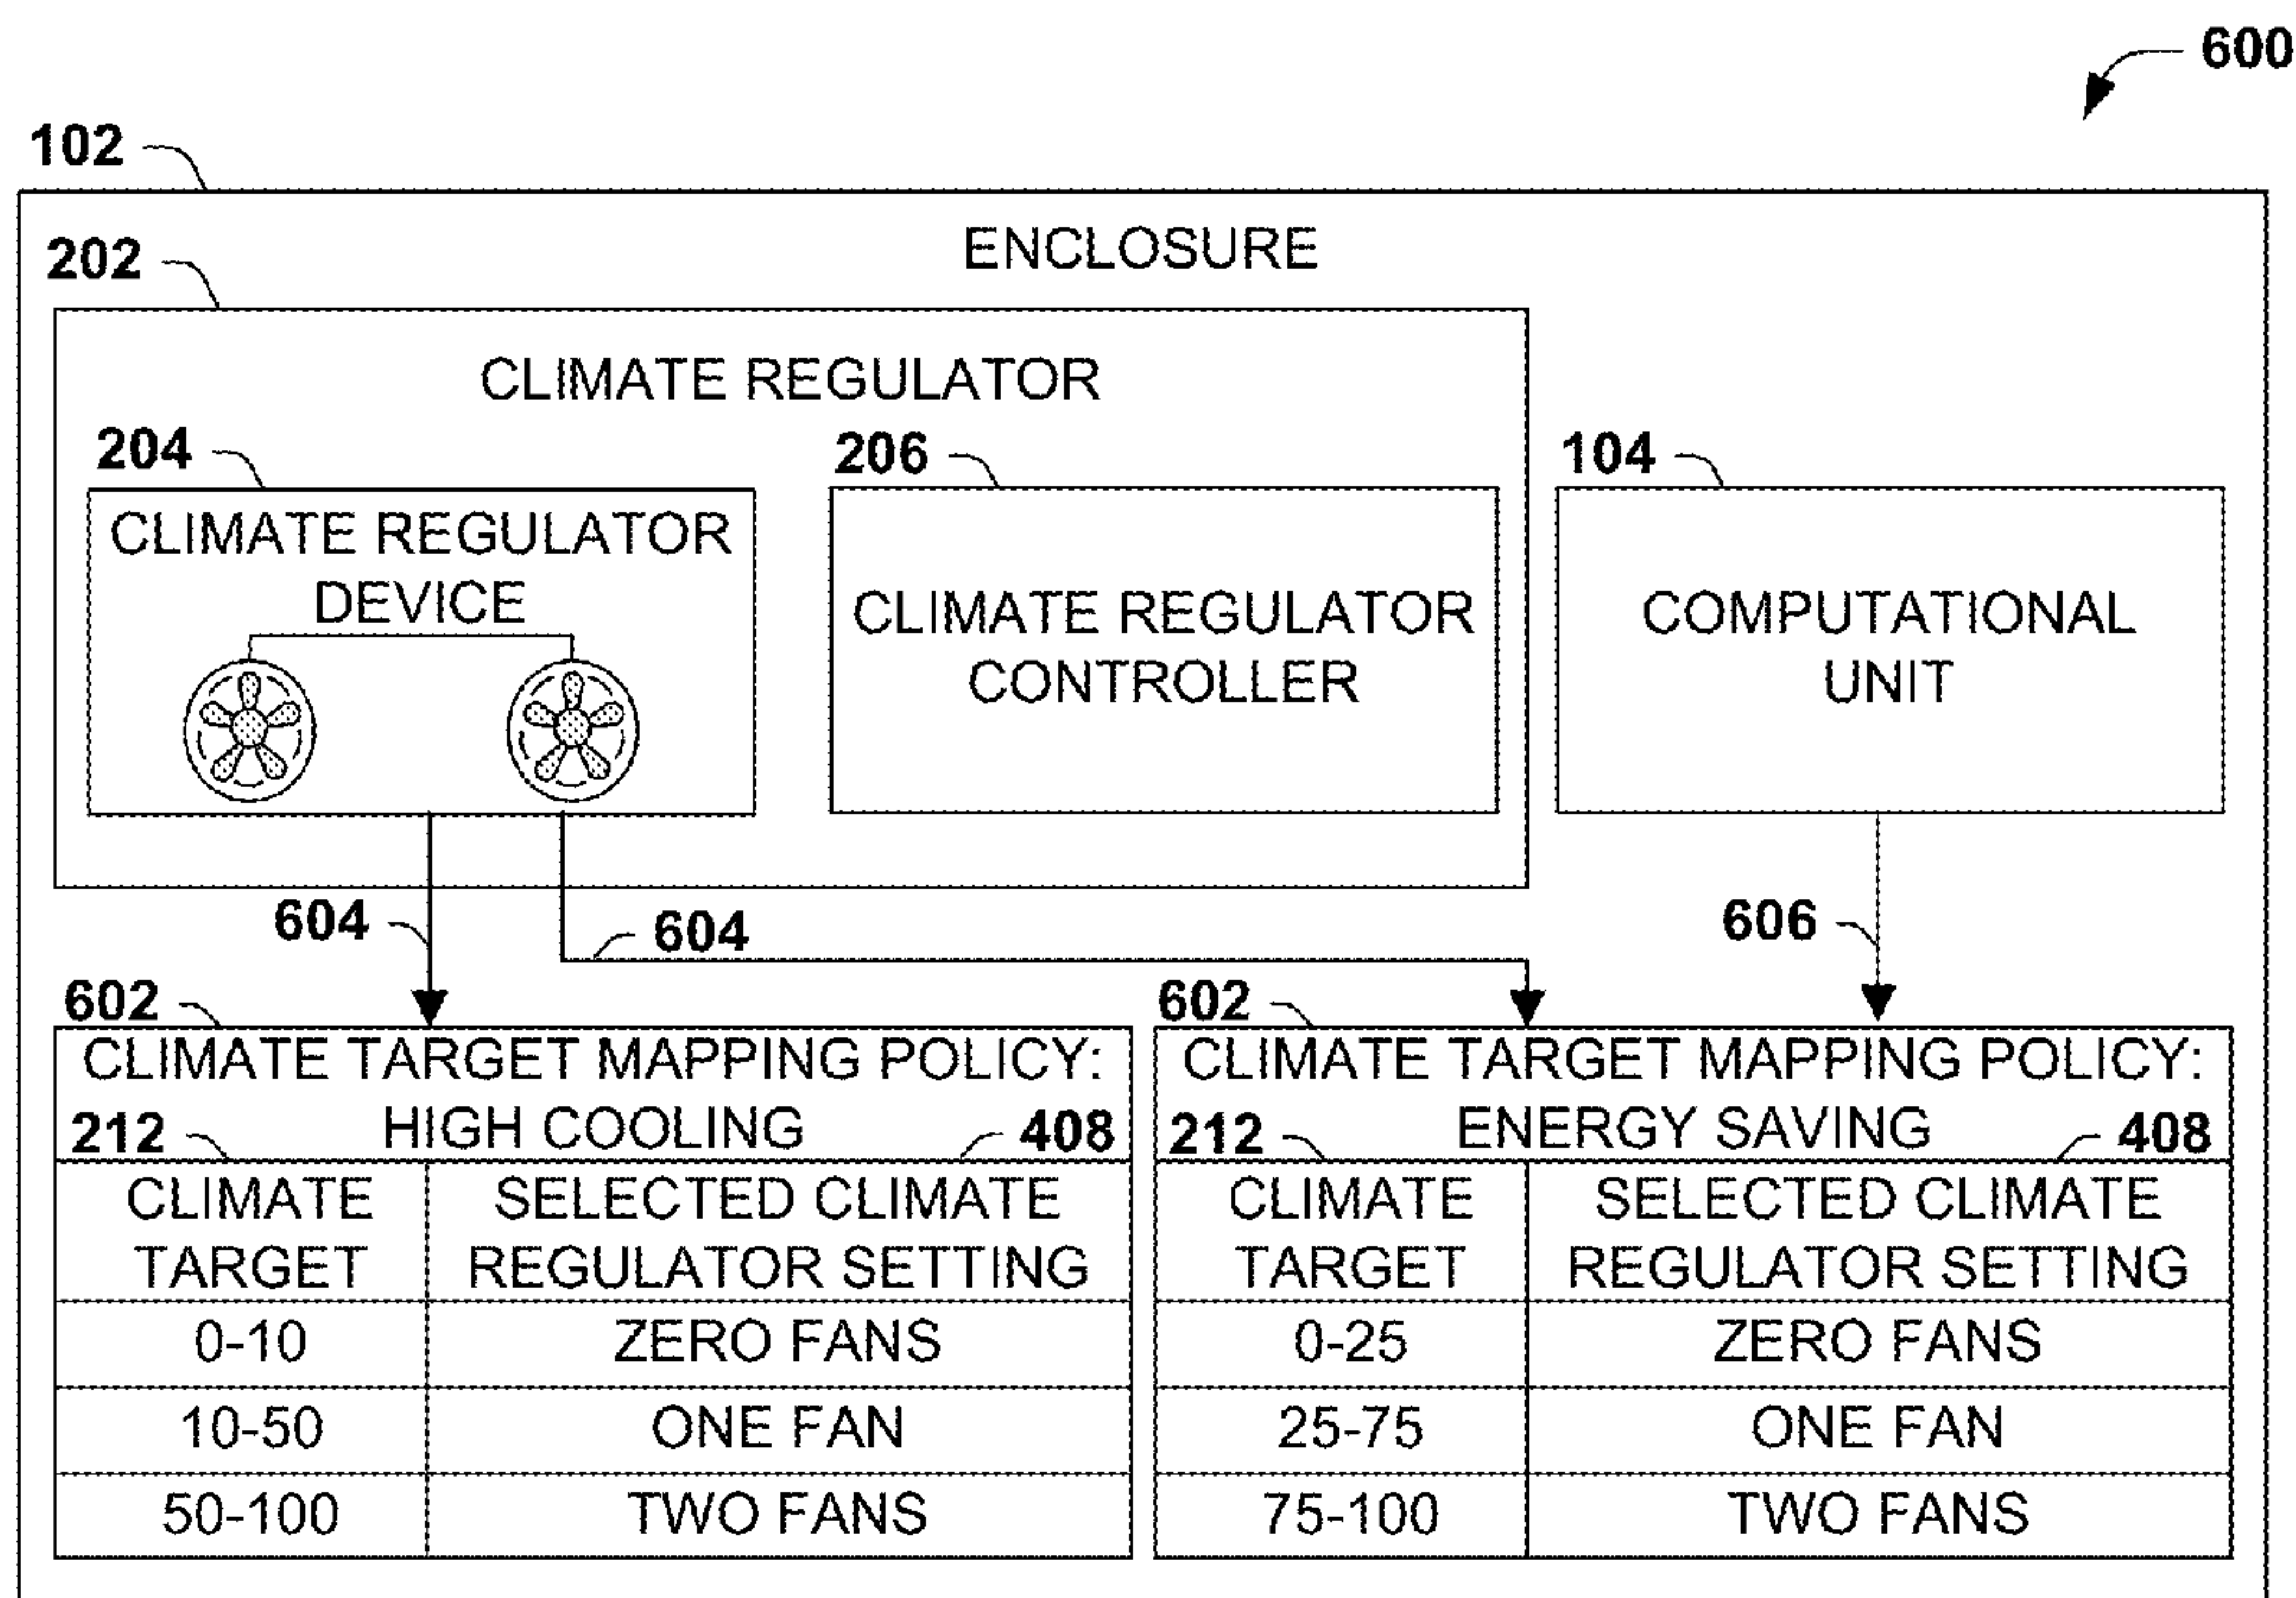 600
102
ENCLOSURE
202
CLIMATE REGULATOR
204
206
104
CLIMATE REGULATOR
DEVICE
CLIMATE REGULATOR
CONTROLLER
COMPUTATIONAL
UNIT
604
604
606
602
602
CLIMATE TARGET MAPPING POLICY:
HIGH COOLING
212
408
CLIMATE
TARGET
SELECTED CLIMATE
REGULATOR SETTING
0-10
ZERO FANS
10-50
ONE FAN
50-100
TWO FANS
CLIMATE TARGET MAPPING POLICY:
ENERGY SAVING
212
408
CLIMATE
TARGET
SELECTED CLIMATE
REGULATOR SETTING
0-25
ZERO FANS
25-75
ONE FAN
75-100
TWO FANS